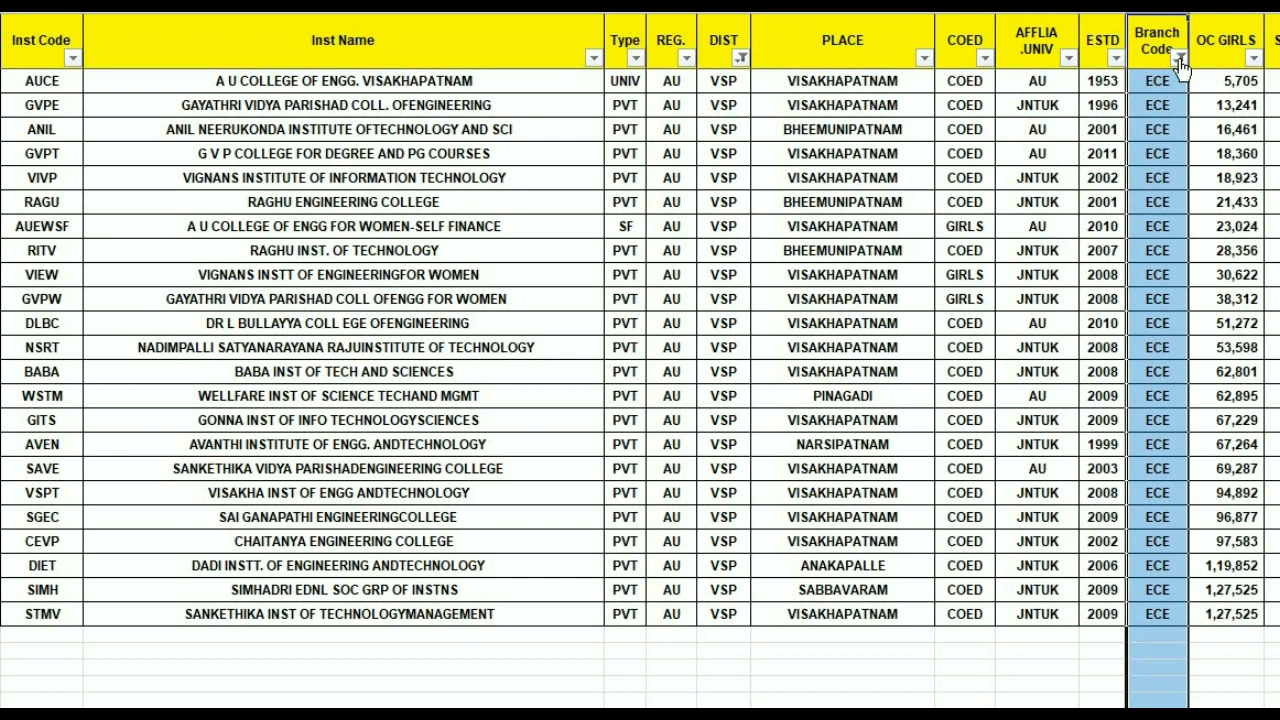 Inst Code Inst Name Type REG. DIST PLACE COED AFFLIA .UNIV ESTD Branch Code OC GIRLS S
AUCE A U COLLEGE OF ENGG. VISAKHAPATNAM UNIV AU VSP VISAKHAPATNAM COED AU 1953 ECE 5,705
GVPE GAYATHRI VIDYA PARISHAD COLL. OFENGINEERING PVT AU VSP VISAKHAPATNAM COED JNTUK 1996 ECE 13,241
ANIL ANIL NEERUKONDA INSTITUTE OFTECHNOLOGY AND SCI PVT AU VSP BHEEMUNIPATNAM COED AU 2001 ECE 16,461
GVPT G V P COLLEGE FOR DEGREE AND PG COURSES PVT AU VSP VISAKHAPATNAM COED AU 2011 ECE 18,360
VIVP VIGNANS INSTITUTE OF INFORMATION TECHNOLOGY PVT AU VSP VISAKHAPATNAM COED JNTUK 2002 ECE 18,923
RAGU RAGHU ENGINEERING COLLEGE PVT AU VSP BHEEMUNIPATNAM COED JNTUK 2001 ECE 21,433
AUEWSF A U COLLEGE OF ENGG FOR WOMEN-SELF FINANCE SF AU VSP VISAKHAPATNAM GIRLS AU 2010 ECE 23,024
RITV RAGHU INST. OF TECHNOLOGY PVT AU VSP BHEEMUNIPATNAM COED JNTUK 2007 ECE 28,356
VIEW VIGNANS INSTT OF ENGINEERINGFOR WOMEN PVT AU VSP VISAKHAPATNAM GIRLS JNTUK 2008 ECE 30,622
GVPW GAYATHRI VIDYA PARISHAD COLL OFENGG FOR WOMEN PVT AU VSP VISAKHAPATNAM GIRLS JNTUK 2008 ECE 38,312
DLBC DR L BULLAYYA COLL EGE OFENGINEERING PVT AU VSP VISAKHAPATNAM COED AU 2010 ECE 51,272
NSRT NADIMPALLI SATYANARAYANA RAJUINSTITUTE OF TECHNOLOGY PVT AU VSP VISAKHAPATNAM COED JNTUK 2008 ECE 53,598
BABA BABA INST OF TECH AND SCIENCES PVT AU VSP VISAKHAPATNAM COED JNTUK 2008 ECE 62,801
WSTM WELLFARE INST OF SCIENCE TECHAND MGMT PVT AU VSP PINAGADI COED AU 2009 ECE 62,895
GITS GONNA INST OF INFO TECHNOLOGYSCIENCES PVT AU VSP VISAKHAPATNAM COED JNTUK 2009 ECE 67,229
AVEN AVANTHI INSTITUTE OF ENGG. ANDTECHNOLOGY PVT AU VSP NARSIPATNAM COED JNTUK 1999 ECE 67,264
SAVE SANKETHIKA VIDYA PARISHADENGINEERING COLLEGE PVT AU VSP VISAKHAPATNAM COED AU 2003 ECE 69,287
VSPT VISAKHA INST OF ENGG ANDTECHNOLOGY PVT AU VSP VISAKHAPATNAM COED JNTUK 2008 ECE 94,892
SGEC SAI GANAPATHI ENGINEERINGCOLLEGE PVT AU VSP VISAKHAPATNAM COED JNTUK 2009 ECE 96,877
CEVP CHAITANYA ENGINEERING COLLEGE PVT AU VSP VISAKHAPATNAM COED JNTUK 2002 ECE 97,583
DIET DADI INSTT. OF ENGINEERING ANDTECHNOLOGY PVT AU VSP ANAKAPALLE COED JNTUK 2006 ECE 1,19,852
SIMH SIMHADRI EDNL SOC GRP OF INSTNS PVT AU VSP SABBAVARAM COED JNTUK 2009 ECE 1,27,525
STMV SANKETHIKA INST OF TECHNOLOGYMANAGEMENT PVT AU VSP VISAKHAPATNAM COED JNTUK 2009 ECE 1,27,525